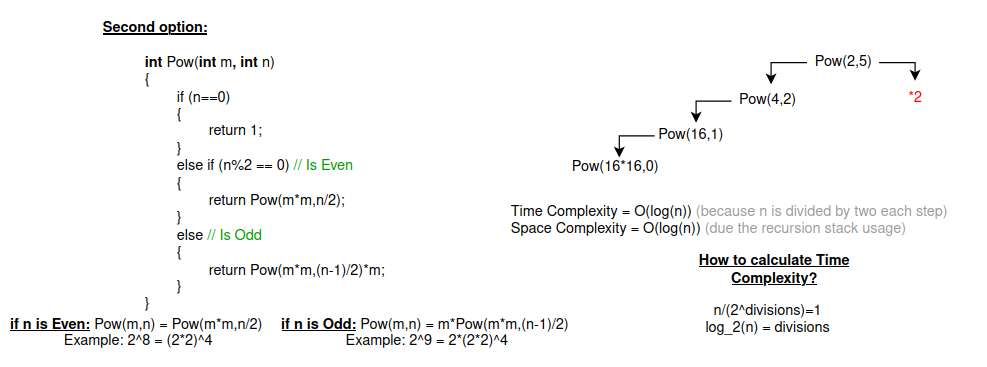 Second option:
int Pow(int m, int n)
{
if (n==0)
{
return 1;
}
else if (n%2 == 0) // Is Even
{
return Pow(m*m,n/2);
}
else // Is Odd
{
return Pow(m*m,(n-1)/2)*m;
}
}
if n is Even: Pow(m,n) = Pow(m*m,n/2)
Example: 2^8 = (2*2)^4
if n is Odd: Pow(m,n) = m*Pow(m*m,(n-1)/2)
Example: 2^9 = 2*(2*2)^4
Pow(2,5)
Pow(4,2)
*2
Pow(16,1)
Pow(16*16,0)
Time Complexity = O(log(n)) (because n is divided by two each step)
Space Complexity = O(log(n)) (due the recursion stack usage)
How to calculate Time
Complexity?
n/(2^divisions)=1
log_2(n) = divisions